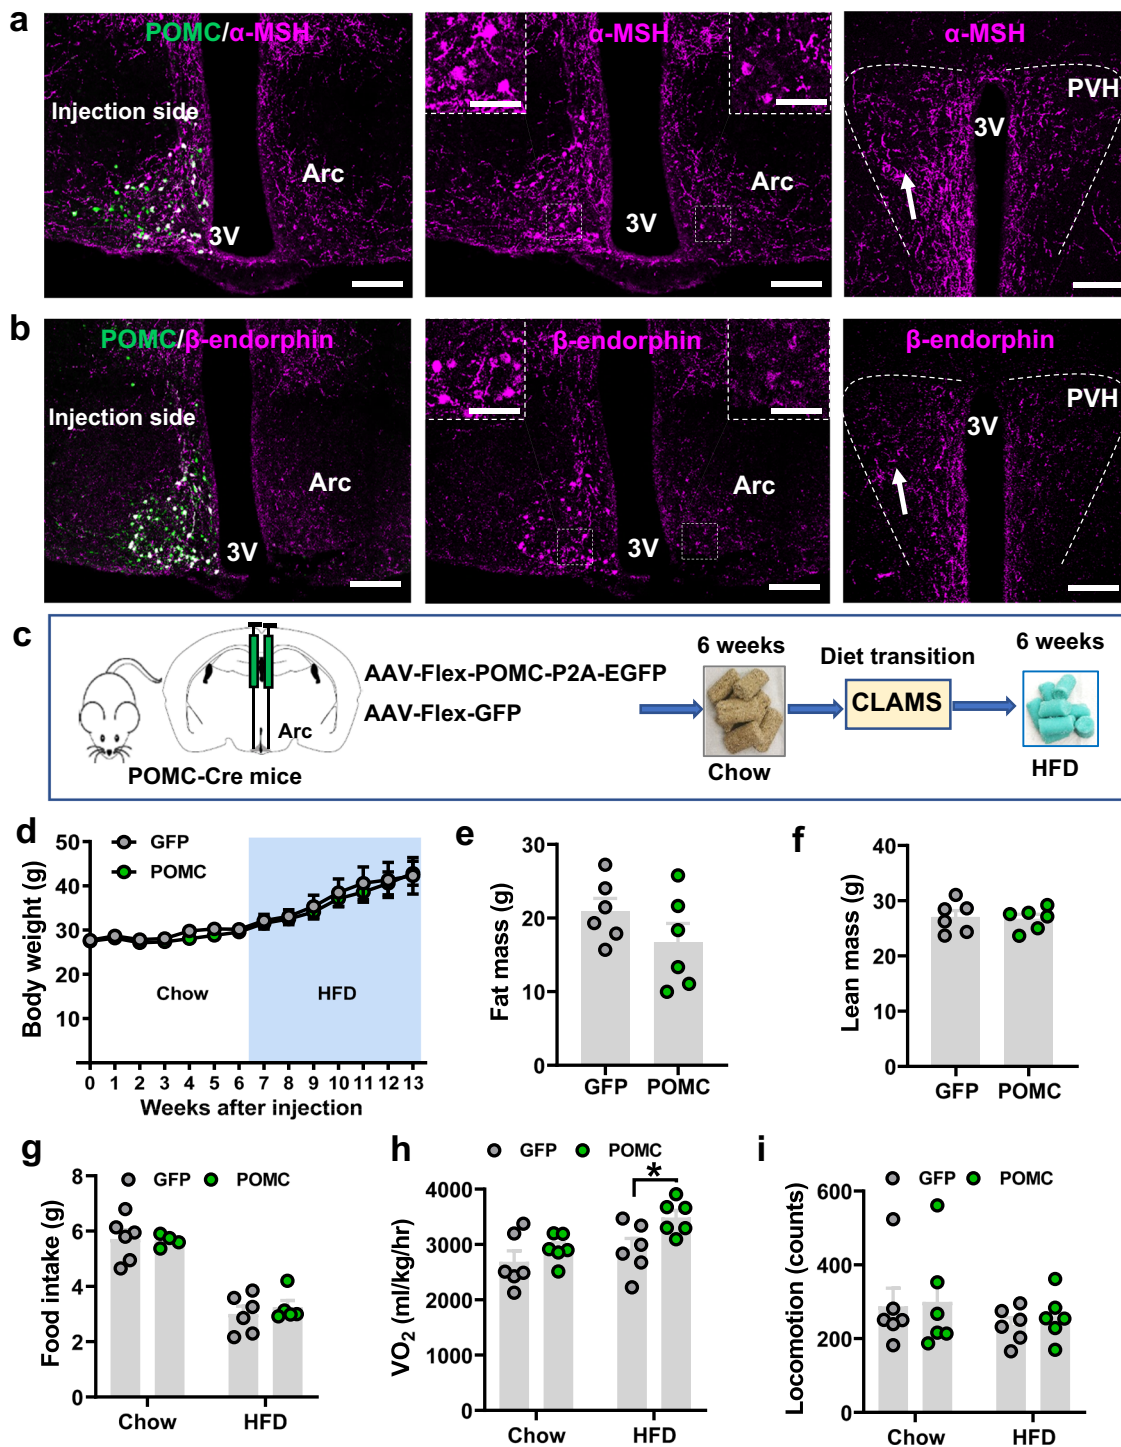 a
POMC/α-MSH
Injection side
Arc
3V
α-MSH
Arc
3V
α-MSH
PVH
3V
b
POMC/β-endorphin
Injection side
Arc
3V
β-endorphin
Arc
3V
β-endorphin
PVH
3V
c
POMC-Cre mice
Arc
AAV-Flex-POMC-P2A-EGFP
AAV-Flex-GFP
6 weeks
Chow
Diet transition
CLAMS
6 weeks
HFD
d
GFP
POMC
Body weight (g)
50
40
30
20
10
Chow
HFD
0 1 2 3 4 5 6 7 8 9 10 11 12 13
Weeks after injection
e
Fat mass (g)
30
20
10
0
GFP POMC
f
Lean mass (g)
40
30
20
10
0
GFP POMC
g
GFP POMC
Food intake (g)
8
6
4
2
0
Chow HFD
h
GFP POMC
*
VO₂ (ml/kg/hr)
4000
3000
2000
1000
0
Chow HFD
i
GFP POMC
Locomotion (counts)
600
400
200
0
Chow HFD